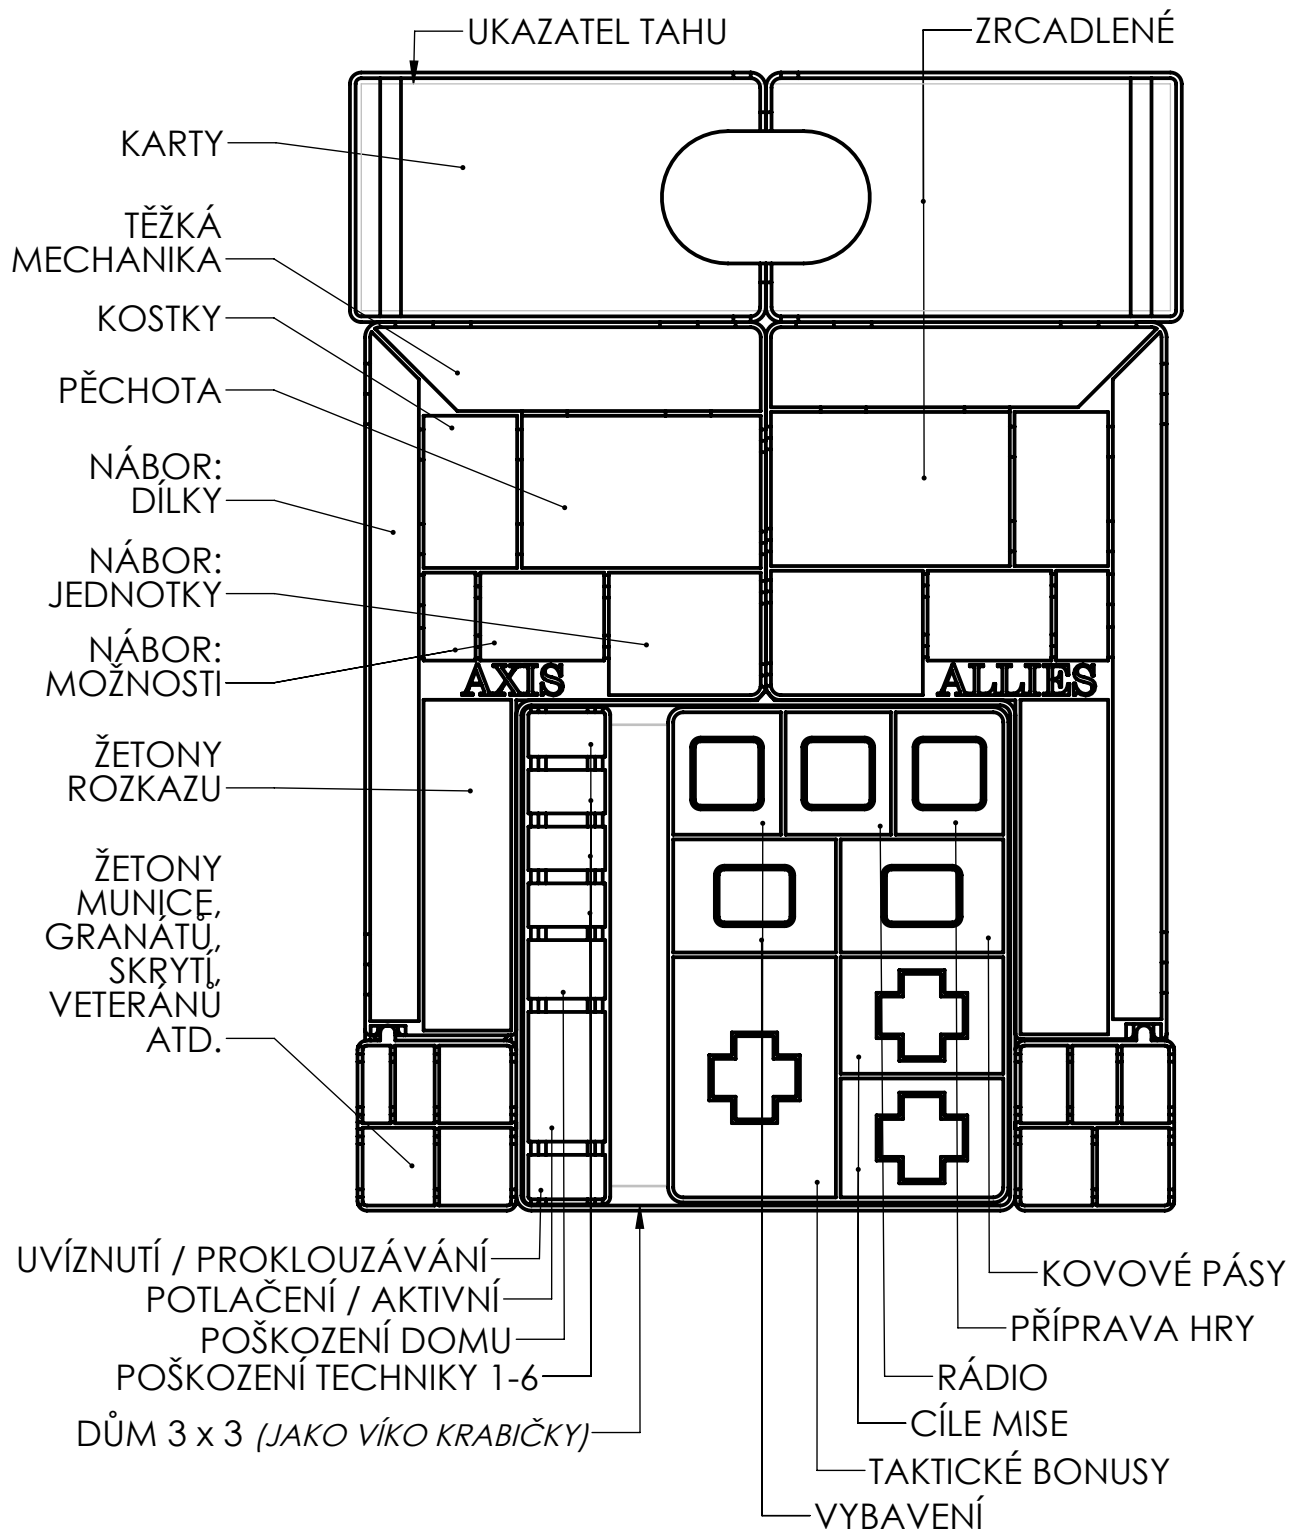 UKAZATEL TAHU
ZRCADLENÉ
KARTY
TĚŽKÁ
MECHANIKA
KOSTKY
PĚCHOTA
NÁBOR:
DÍLKY
NÁBOR:
JEDNOTKY
NÁBOR:
MOŽNOSTI
AXIS
ALLIES
ŽETONY
ROZKAZU
ŽETONY
MUNICE,
GRANÁTŮ,
SKRYTÍ,
VETERÁNŮ
ATD.
UVÍZNUTÍ / PROKLOUZÁVÁNÍ
POTLAČENÍ / AKTIVNÍ
POŠKOZENÍ DOMU
POŠKOZENÍ TECHNIKY 1-6
DŮM 3 x 3 (JAKO VÍKO KRABIČKY)
KOVOVÉ PÁSY
PŘÍPRAVA HRY
RÁDIO
CÍLE MISE
TAKTICKÉ BONUSY
VYBAVENÍ